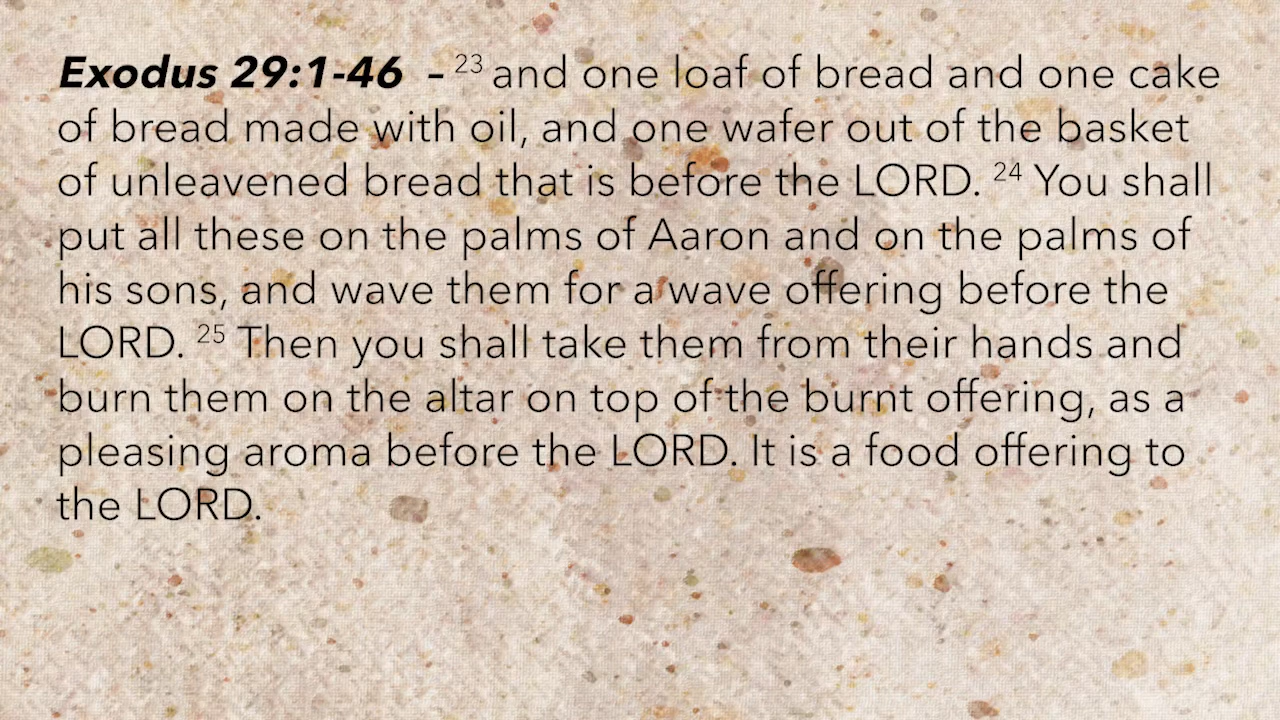 Exodus 29:1-46 – 23 and one loaf of bread and one cake
of bread made with oil, and one wafer out of the basket
of unleavened bread that is before the LORD. 24 You shall
put all these on the palms of Aaron and on the palms of
his sons, and wave them for a wave offering before the
LORD. 25 Then you shall take them from their hands and
burn them on the altar on top of the burnt offering, as a
pleasing aroma before the LORD. It is a food offering to
the LORD.